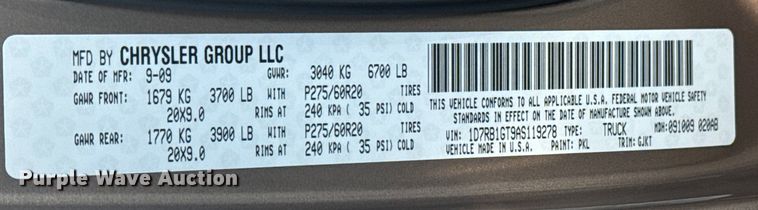 MFD BY CHRYSLER GROUP LLC
DATE OF MFR: 9-09 GVWR: 3040 KG 6700 LB
GAWR FRONT: 1679 KG 3700 LB WITH P275/60R20 TIRES
20X9.0 RIMS AT 240 KPA ( 35 PSI) COLD
GAWR REAR: 1770 KG 3900 LB WITH P275/60R20 TIRES
20X9.0 RIMS AT 240 KPA ( 35 PSI) COLD
THIS VEHICLE CONFORMS TO ALL APPLICABLE U.S.A. FEDERAL MOTOR VEHICLE SAFETY
STANDARDS IN EFFECT ON THE DATE OF MANUFACTURE SHOWN ABOVE.
VIN: 1D7RB1GT9AS119278 TYPE: TRUCK MDH: 091009 020AB
VEHICLE MADE IN U.S.A. PAINT: PKL TRIM: GJKT
Purple Wave Auction